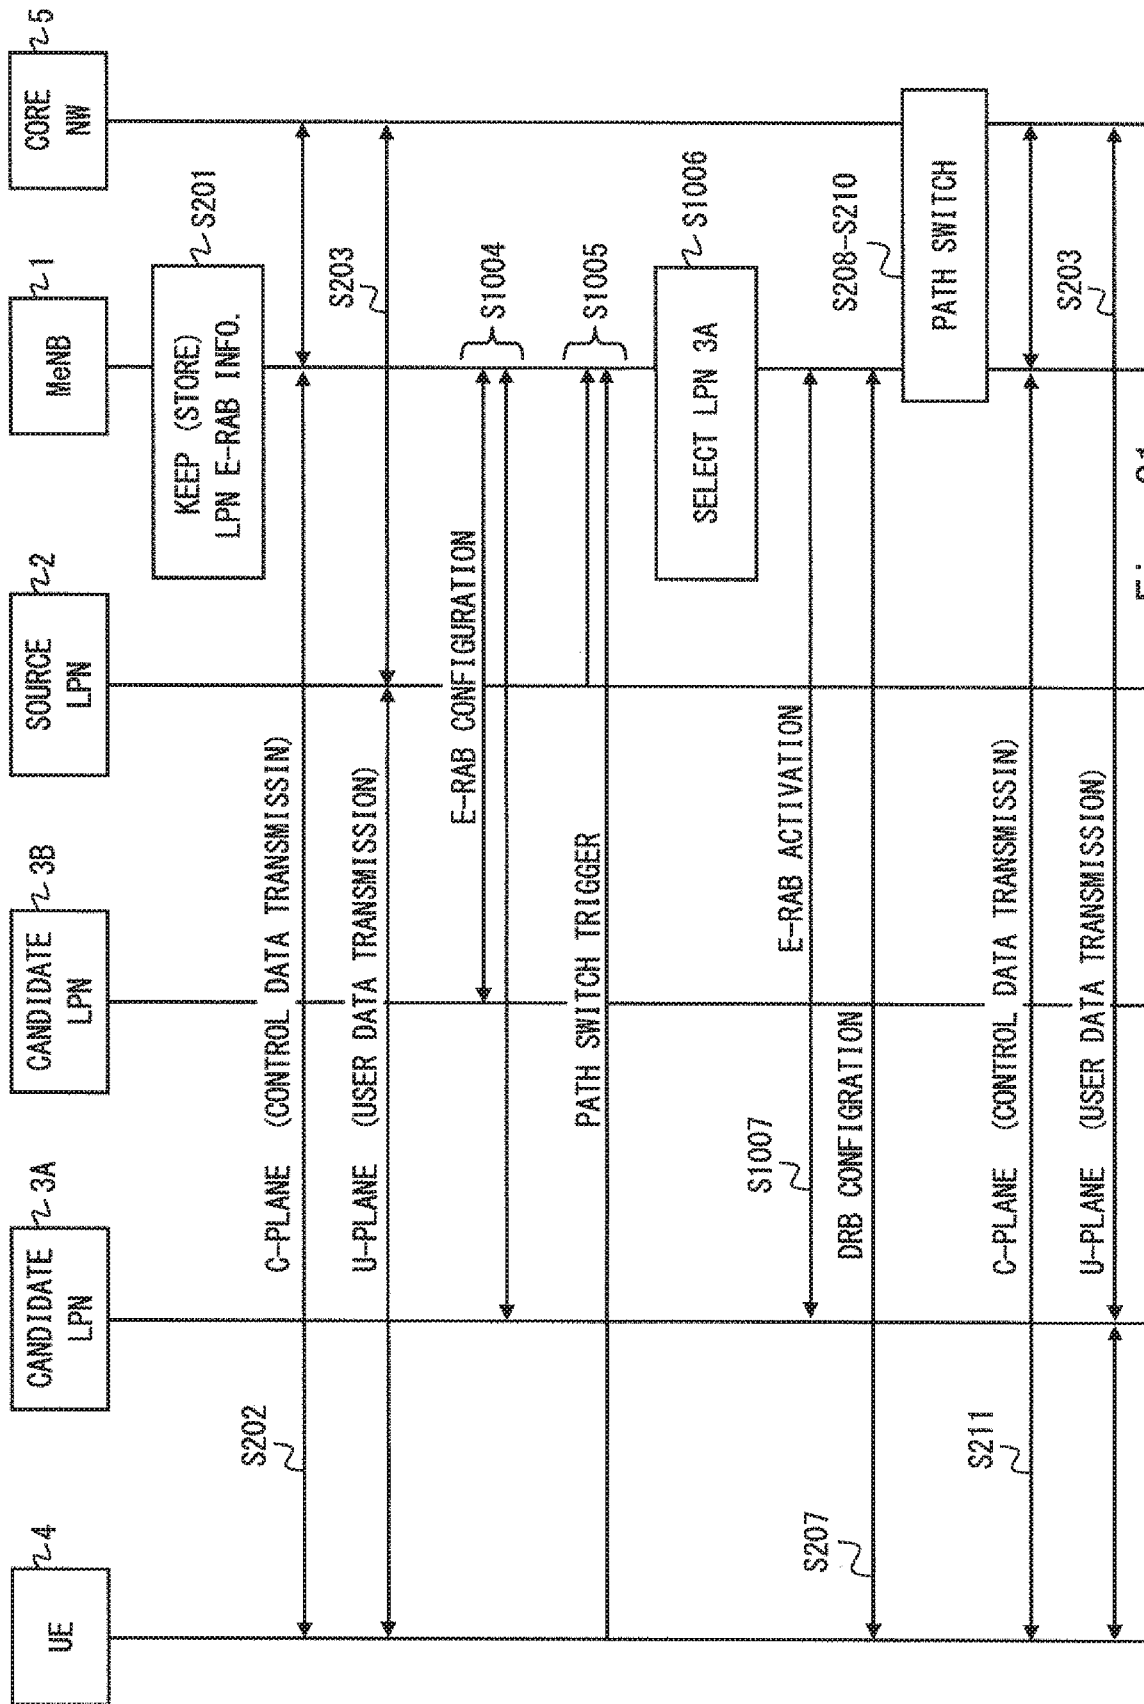 UE
4
CANDIDATE
LPN
3A
CANDIDATE
LPN
3B
SOURCE
LPN
2
MeNB
1
CORE
NW
5
KEEP (STORE)
LPN E-RAB INFO.
S201
S202
C-PLANE (CONTROL DATA TRANSMISSIN)
U-PLANE (USER DATA TRANSMISSION)
S203
E-RAB CONFIGURATION
S1004
PATH SWITCH TRIGGER
S1005
SELECT LPN 3A
S1006
S1007
E-RAB ACTIVATION
S207
DRB CONFIGRATION
S208-S210
PATH SWITCH
S211
C-PLANE (CONTROL DATA TRANSMISSIN)
U-PLANE (USER DATA TRANSMISSION)
S203